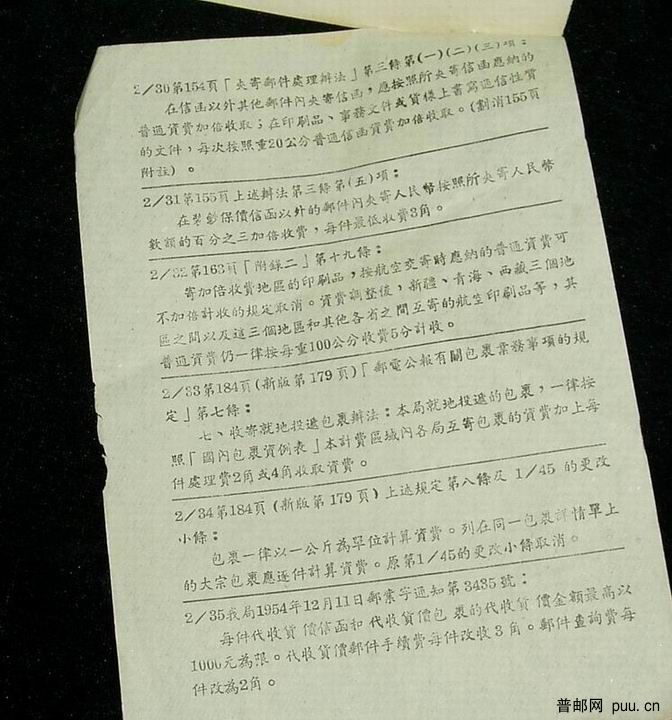 2/30第154頁「夾寄郵件處理辦法」第三條第(一)(二)(三)項:
在信函以外其他郵件內夾寄信函,應按照所夾寄信函應納的
普通資費加倍收取;在印刷品、事務文件或貨樣上書寫通信性質
的文件,每次按照重20公分普通信函資費加倍收取。(劃消155頁
附註)。
2/31第155頁上述辦法第三條第(五)項:
在裝彭保價信函以外的郵件內夾寄人民幣按照所夾寄人民幣
欵額的百分之三加倍收費,每件最低收費3角。
2/32第163頁「附錄二」第十九條:
寄加倍收費地區的印刷品,按航空交寄時應納的普通資費可
不加倍計收的規定取消。資費調整後,新疆、青海、西藏三個地
區之間以及這三個地區和其他各省之間互寄的航空印刷品等,其
普通資費仍一律按每重100公分收費5分計收。
2/33第184頁(新版第179頁)「郵電公報有關包裹業務事項的規
定」第七條:
七、收寄就地投遞包裹辦法:本局就地投遞的包裹,一律按
照「國內包裹資例表」本計費區域內各局互寄包裹的資費加上每
件處理費2角或4角收取資費。
2/34第184頁(新版第179頁)上述規定第八條及 1/45 的更改
小條:
包裹一律以一公斤為單位計算資費。列在同一包裹詳情單上
的大宗包裹應逐件計算資費。原第1/45的更改小條取消。
2/35我局1954年12月11日郵業字通知第3435號:
每件代收貨 價信函和 代收貨價包 裹的代收貨 價金額最高以
1000元為限。代收貨價郵件手續費每件改收3角。郵件查詢費每
件改為2角。
普邮网 puu.cn